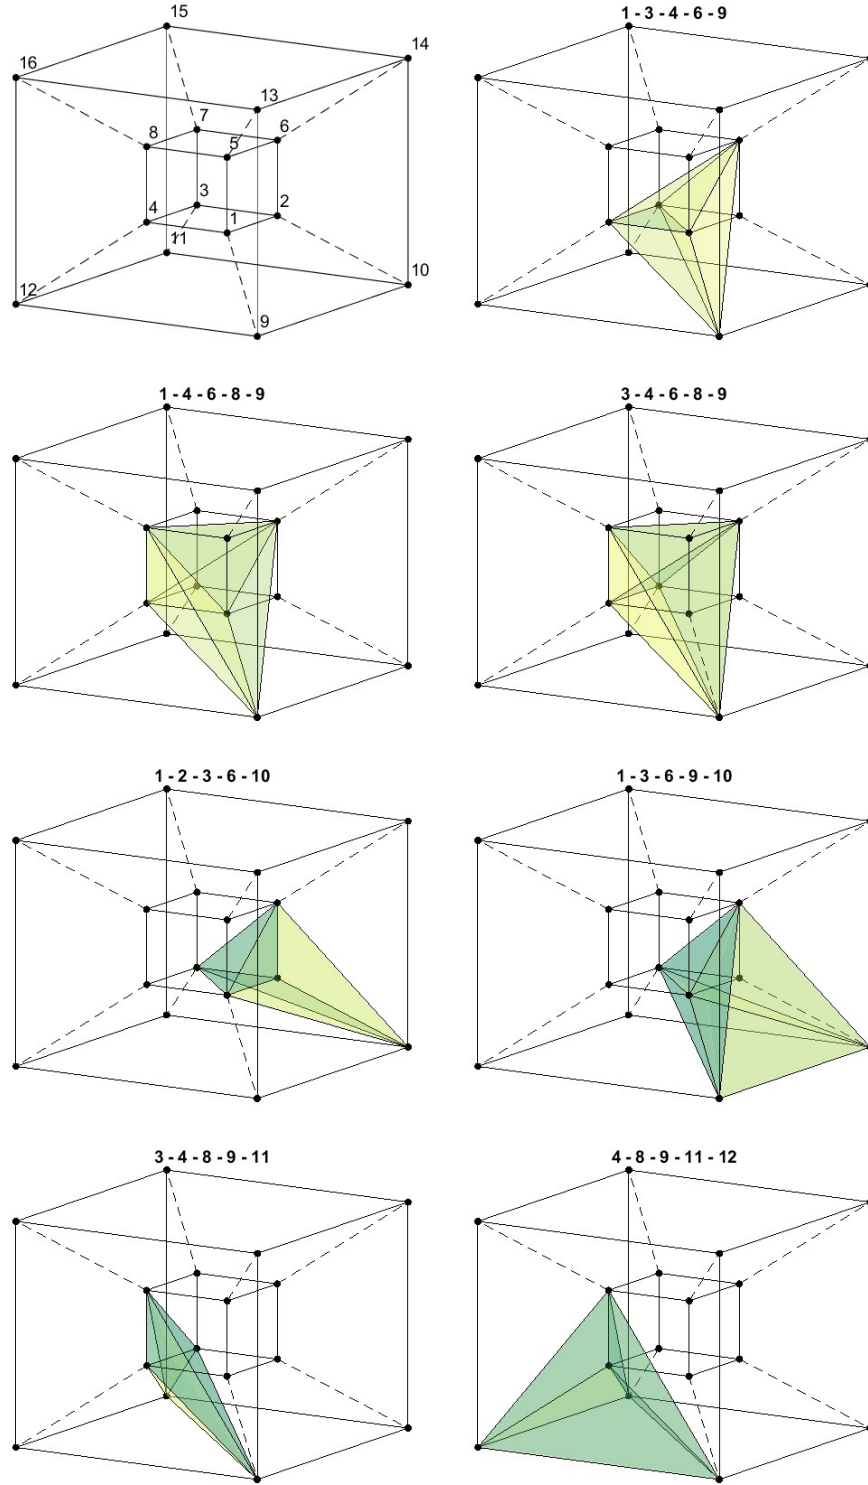 15
14
16
13
7
8
6
5
3
4
2
1
11
12
10
9
1 - 3 - 4 - 6 - 9
1 - 4 - 6 - 8 - 9
3 - 4 - 6 - 8 - 9
1 - 2 - 3 - 6 - 10
1 - 3 - 6 - 9 - 10
3 - 4 - 8 - 9 - 11
4 - 8 - 9 - 11 - 12